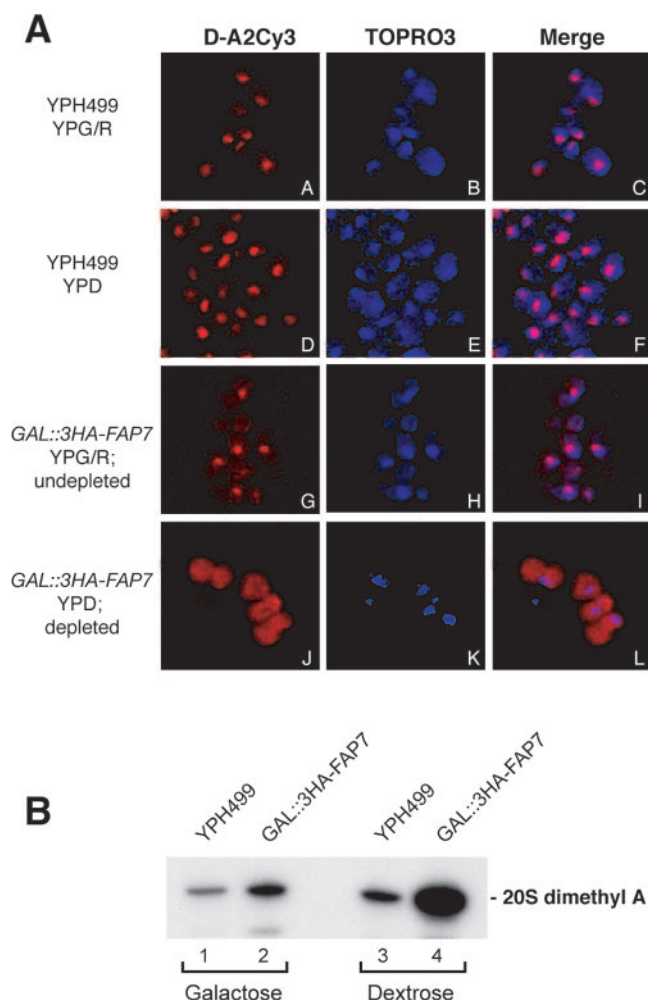 A
D-A2Cy3 TOPRO3 Merge
YPH499
YPG/R
A B C
YPH499
YPD
D E F
GAL::3HA-FAP7
YPG/R;
undepleted
G H I
GAL::3HA-FAP7
YPD;
depleted
J K L
B
YPH499 GAL::3HA-FAP7 YPH499 GAL::3HA-FAP7
- 20S dimethyl A
1 2 3 4
Galactose Dextrose